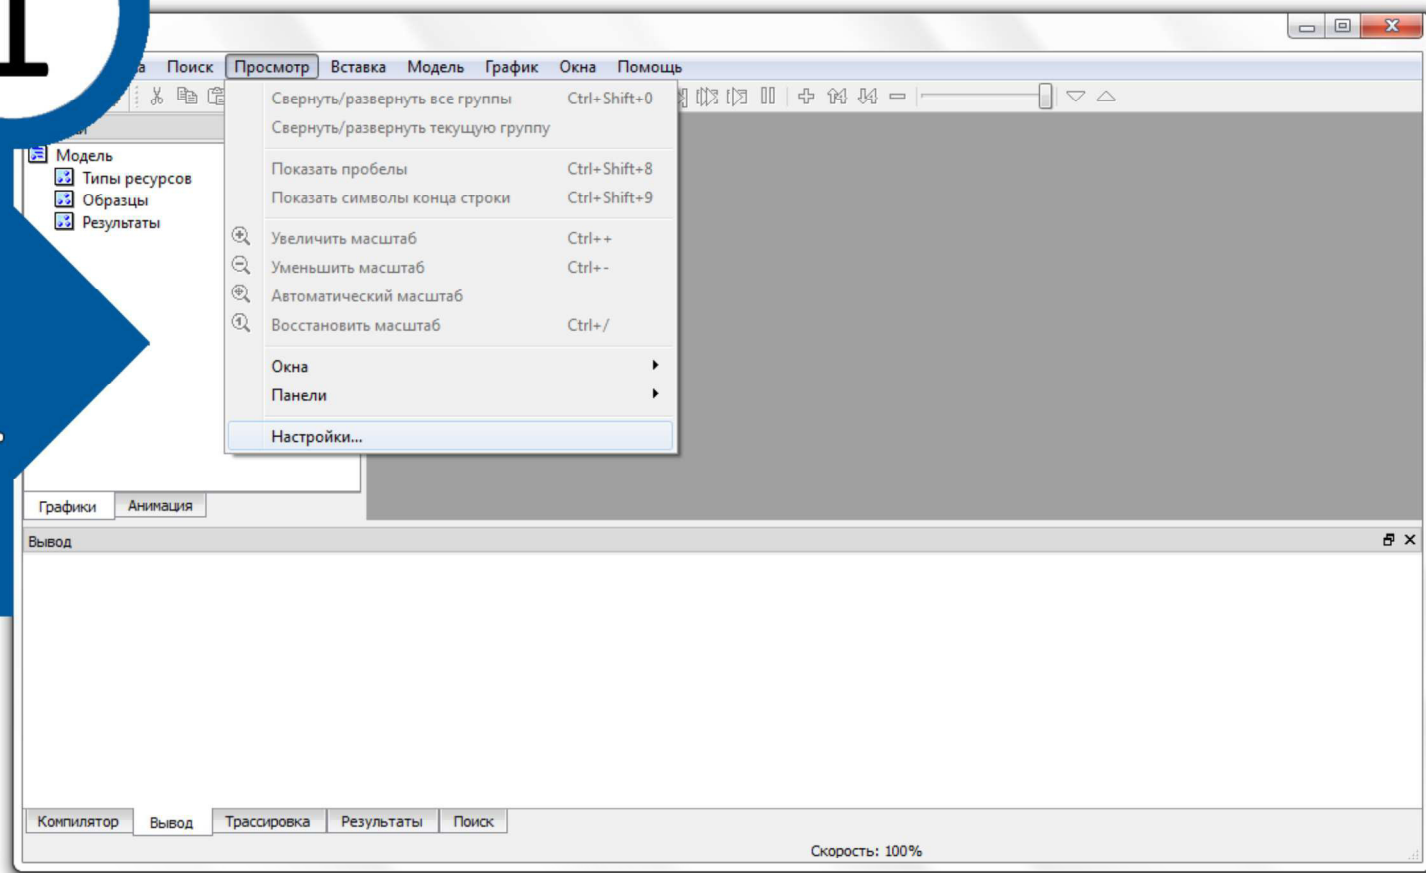 1
Поиск Просмотр Вставка Модель График Окна Помощь
Свернуть/развернуть все группы Ctrl+Shift+0
Свернуть/развернуть текущую группу
Показать пробелы Ctrl+Shift+8
Показать символы конца строки Ctrl+Shift+9
Увеличить масштаб Ctrl++
Уменьшить масштаб Ctrl+-
Автоматический масштаб
Восстановить масштаб Ctrl+/
Окна
Панели
Настройки...
Модель
Типы ресурсов
Образцы
Результаты
Графики Анимация
Вывод
Компилятор Вывод Трассировка Результаты Поиск
Скорость: 100%